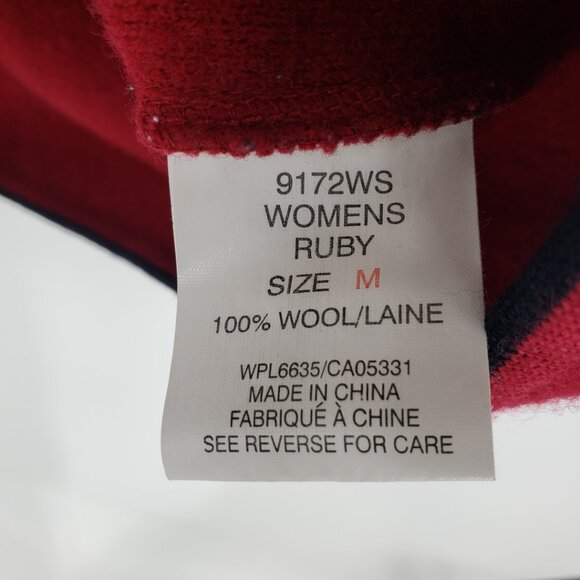 9172WS
WOMENS
RUBY
SIZE M
100% WOOL/LAINE
WPL6635/CA05331
MADE IN CHINA
FABRIQUÉ À CHINE
SEE REVERSE FOR CARE